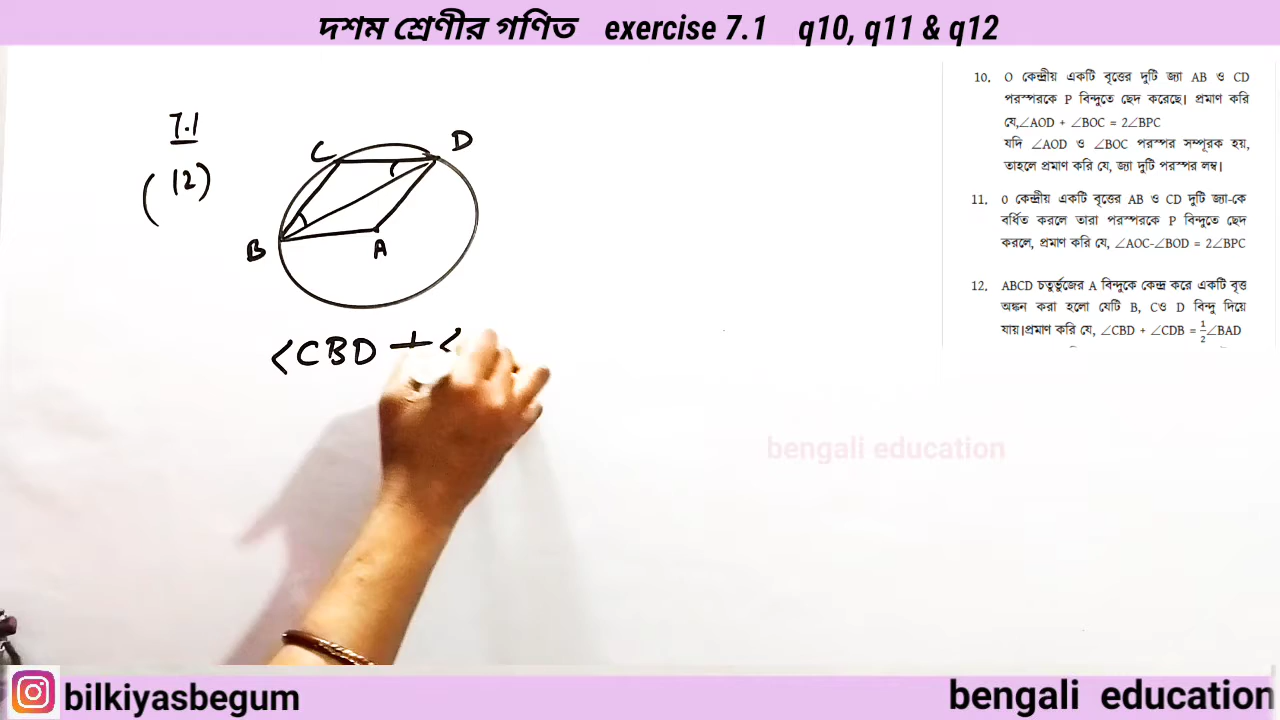 দশম শ্রেণীর গণিত exercise 7.1 q10, q11 & q12
10. O কেন্দ্রীয় একটি বৃত্তের দুটি জ্যা AB ও CD
পরস্পরকে P বিন্দুতে ছেদ করেছে। প্রমাণ করি
যে,∠AOD + ∠BOC = 2∠BPC
যদি ∠AOD ও ∠BOC পরস্পর সম্পূরক হয়,
তাহলে প্রমাণ করি যে, জ্যা দুটি পরস্পর লম্ব।
11. 0 কেন্দ্রীয় একটি বৃত্তের AB ও CD দুটি জ্যা-কে
বর্ধিত করলে তারা পরস্পরকে P বিন্দুতে ছেদ
করলে, প্রমাণ করি যে, ∠AOC-∠BOD = 2∠BPC
12. ABCD চতুর্ভুজের A বিন্দুকে কেন্দ্র করে একটি বৃত্ত
অঙ্কন করা হলো যেটি B, Cও D বিন্দু দিয়ে
যায়।প্রমাণ করি যে, ∠CBD + ∠CDB = 1/2∠BAD
7.1
(12)
C D
B A
<CBD + <
bengali education
bilkiyasbegum
bengali education